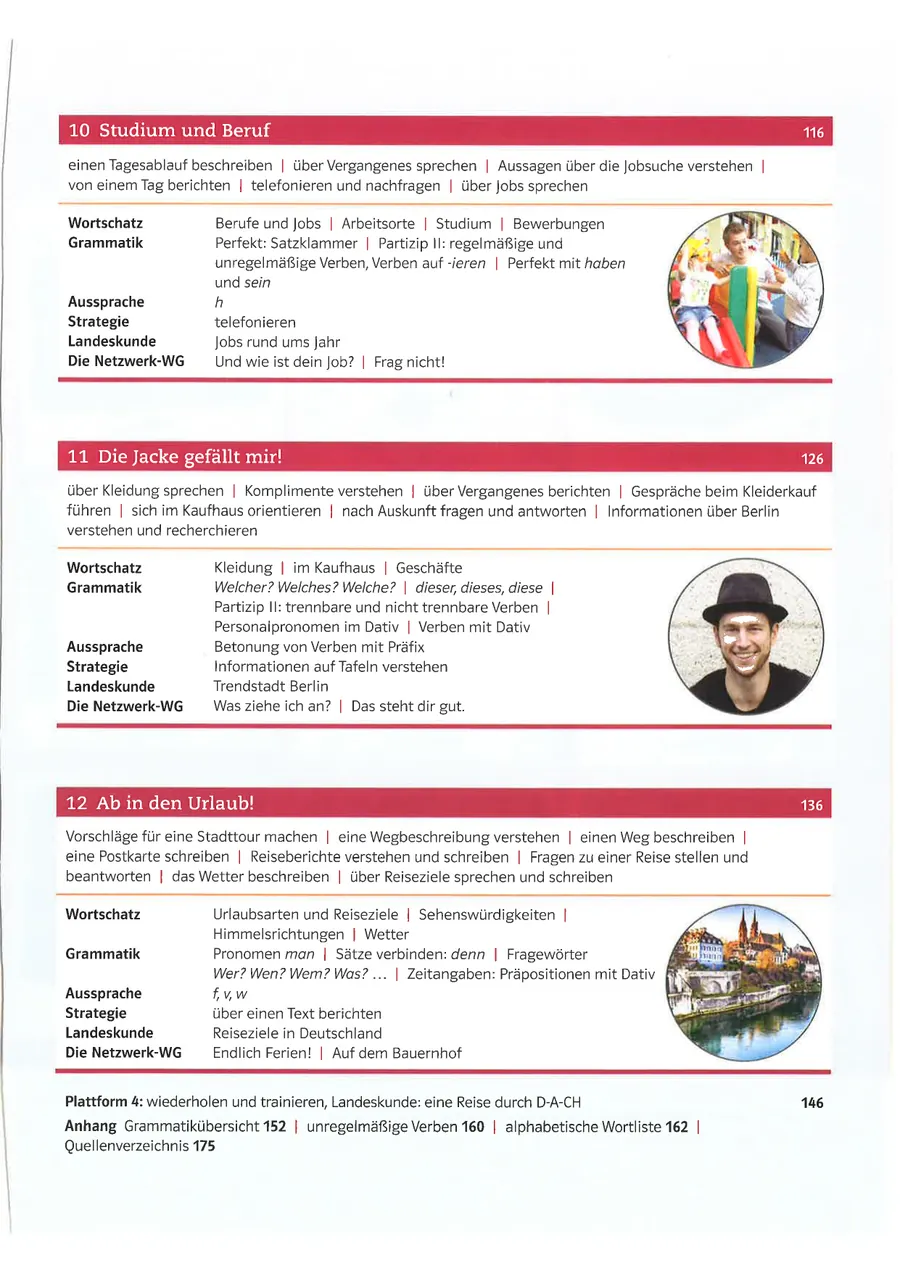 10 Studium und Beruf 116
einen Tagesablauf beschreiben | über Vergangenes sprechen | Aussagen über die Jobsuche verstehen |
von einem Tag berichten | telefonieren und nachfragen | über Jobs sprechen
Wortschatz Berufe und Jobs | Arbeitsorte | Studium | Bewerbungen
Grammatik Perfekt: Satzklammer | Partizip II: regelmäßige und
unregelmäßige Verben, Verben auf -ieren | Perfekt mit haben
und sein
Aussprache h
Strategie telefonieren
Landeskunde Jobs rund ums Jahr
Die Netzwerk-WG Und wie ist dein Job? | Frag nicht!
11 Die Jacke gefällt mir! 126
über Kleidung sprechen | Komplimente verstehen | über Vergangenes berichten | Gespräche beim Kleiderkauf
führen | sich im Kaufhaus orientieren | nach Auskunft fragen und antworten | Informationen über Berlin
verstehen und recherchieren
Wortschatz Kleidung | im Kaufhaus | Geschäfte
Grammatik Welcher? Welches? Welche? | dieser, dieses, diese |
Partizip II: trennbare und nicht trennbare Verben |
Personalpronomen im Dativ | Verben mit Dativ
Aussprache Betonung von Verben mit Präfix
Strategie Informationen auf Tafeln verstehen
Landeskunde Trendstadt Berlin
Die Netzwerk-WG Was ziehe ich an? | Das steht dir gut.
12 Ab in den Urlaub! 136
Vorschläge für eine Stadttour machen | eine Wegbeschreibung verstehen | einen Weg beschreiben |
eine Postkarte schreiben | Reiseberichte verstehen und schreiben | Fragen zu einer Reise stellen und
beantworten | das Wetter beschreiben | über Reiseziele sprechen und schreiben
Wortschatz Urlaubsarten und Reiseziele | Sehenswürdigkeiten |
Himmelsrichtungen | Wetter
Grammatik Pronomen man | Sätze verbinden: denn | Fragewörter
Wer? Wen? Wem? Was? ... | Zeitangaben: Präpositionen mit Dativ
Aussprache f, v, w
Strategie über einen Text berichten
Landeskunde Reiseziele in Deutschland
Die Netzwerk-WG Endlich Ferien! | Auf dem Bauernhof
Plattform 4: wiederholen und trainieren, Landeskunde: eine Reise durch D-A-CH 146
Anhang Grammatikübersicht 152 | unregelmäßige Verben 160 | alphabetische Wortliste 162 |
Quellenverzeichnis 175